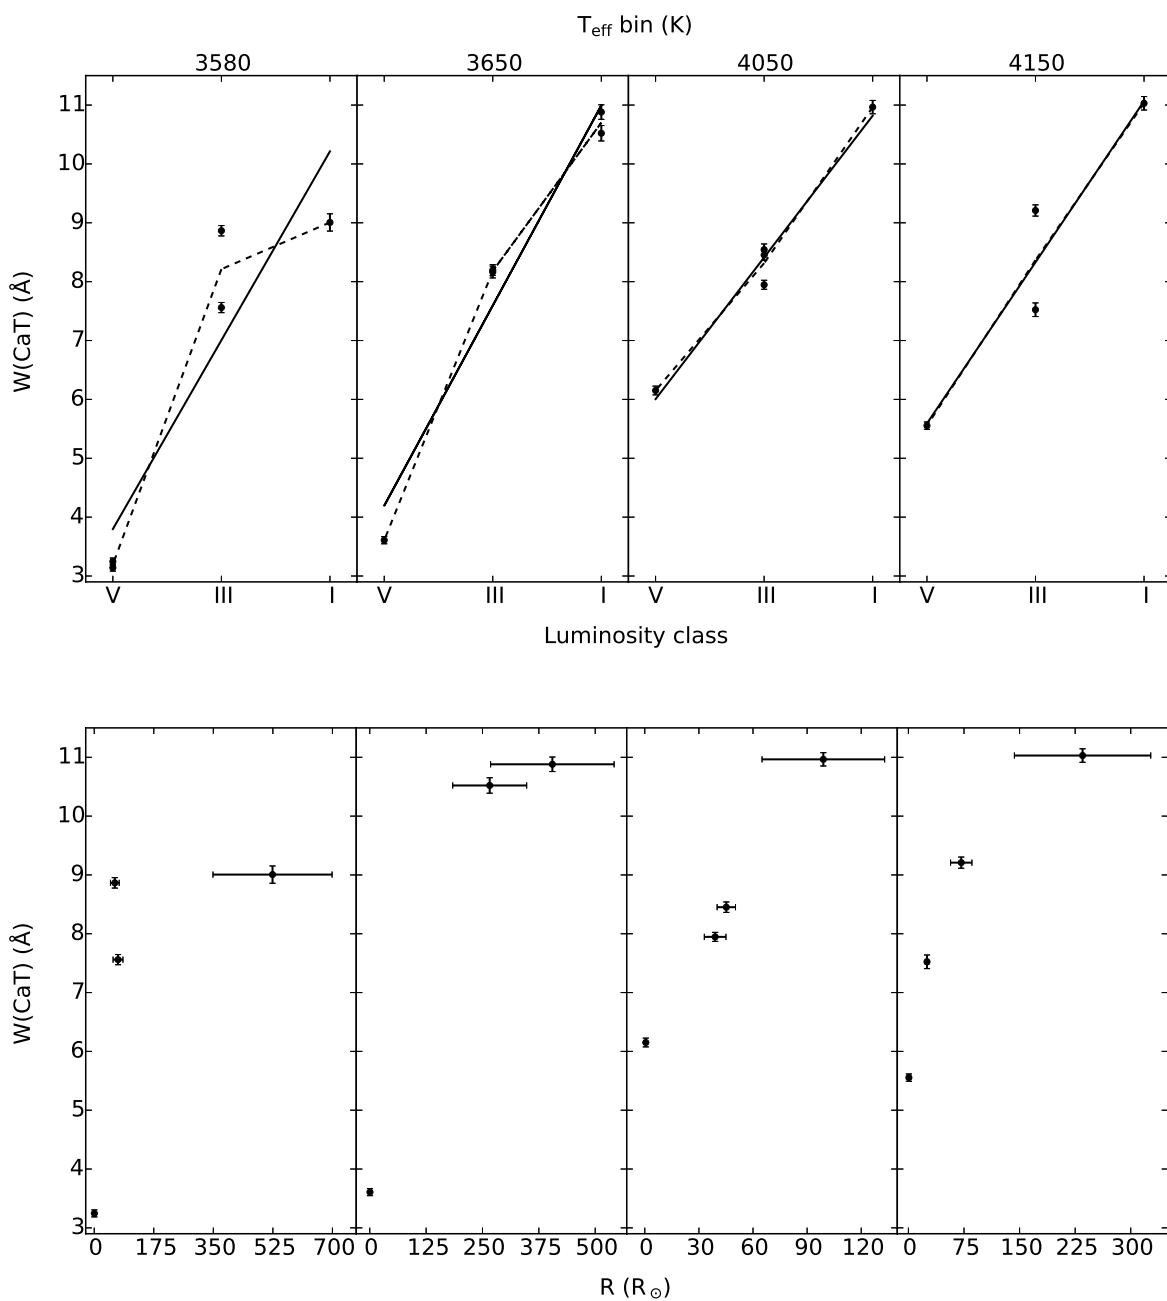 T_eff bin (K)
3580 3650 4050 4150
11
10
9
8
7
6
5
4
3
W(CaT) (Å)
V III I V III I V III I V III I
Luminosity class
11
10
9
8
7
6
5
4
3
W(CaT) (Å)
0 175 350 525 700 0 125 250 375 500 0 30 60 90 120 0 75 150 225 300
R (R☉)